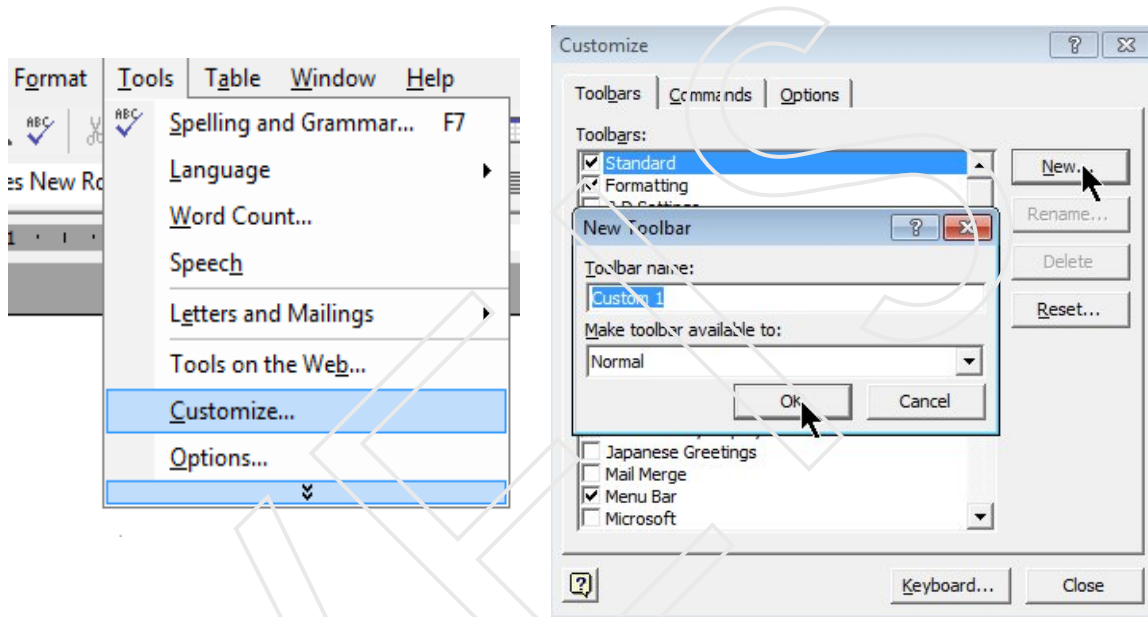 Format Tools Table Window Help
ABC
ABC
Spelling and Grammar... F7
Language
es New Ro
Word Count...
1
Speech
Letters and Mailings
Tools on the Web...
Customize...
Options...
Customize
Toolbars Commands Options
Toolbars:
Standard
Formatting
New...
Rename...
Delete
Reset...
New Toolbar
Toolbar name:
Custom 1
Make toolbar available to:
Normal
OK Cancel
Japanese Greetings
Mail Merge
Menu Bar
Microsoft
Keyboard... Close